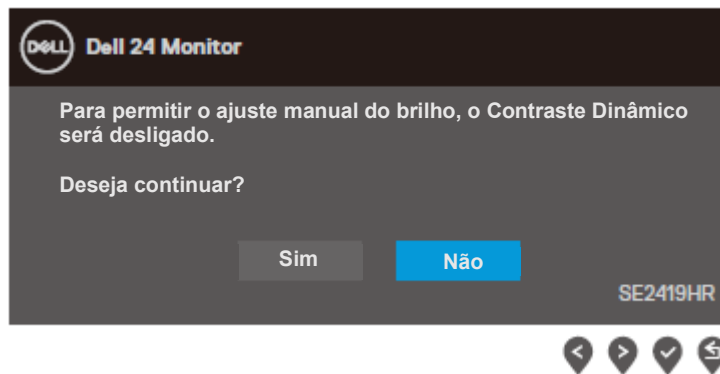 DELL Dell 24 Monitor
Para permitir o ajuste manual do brilho, o Contraste Dinâmico
será desligado.
Deseja continuar?
Sim Não
SE2419HR